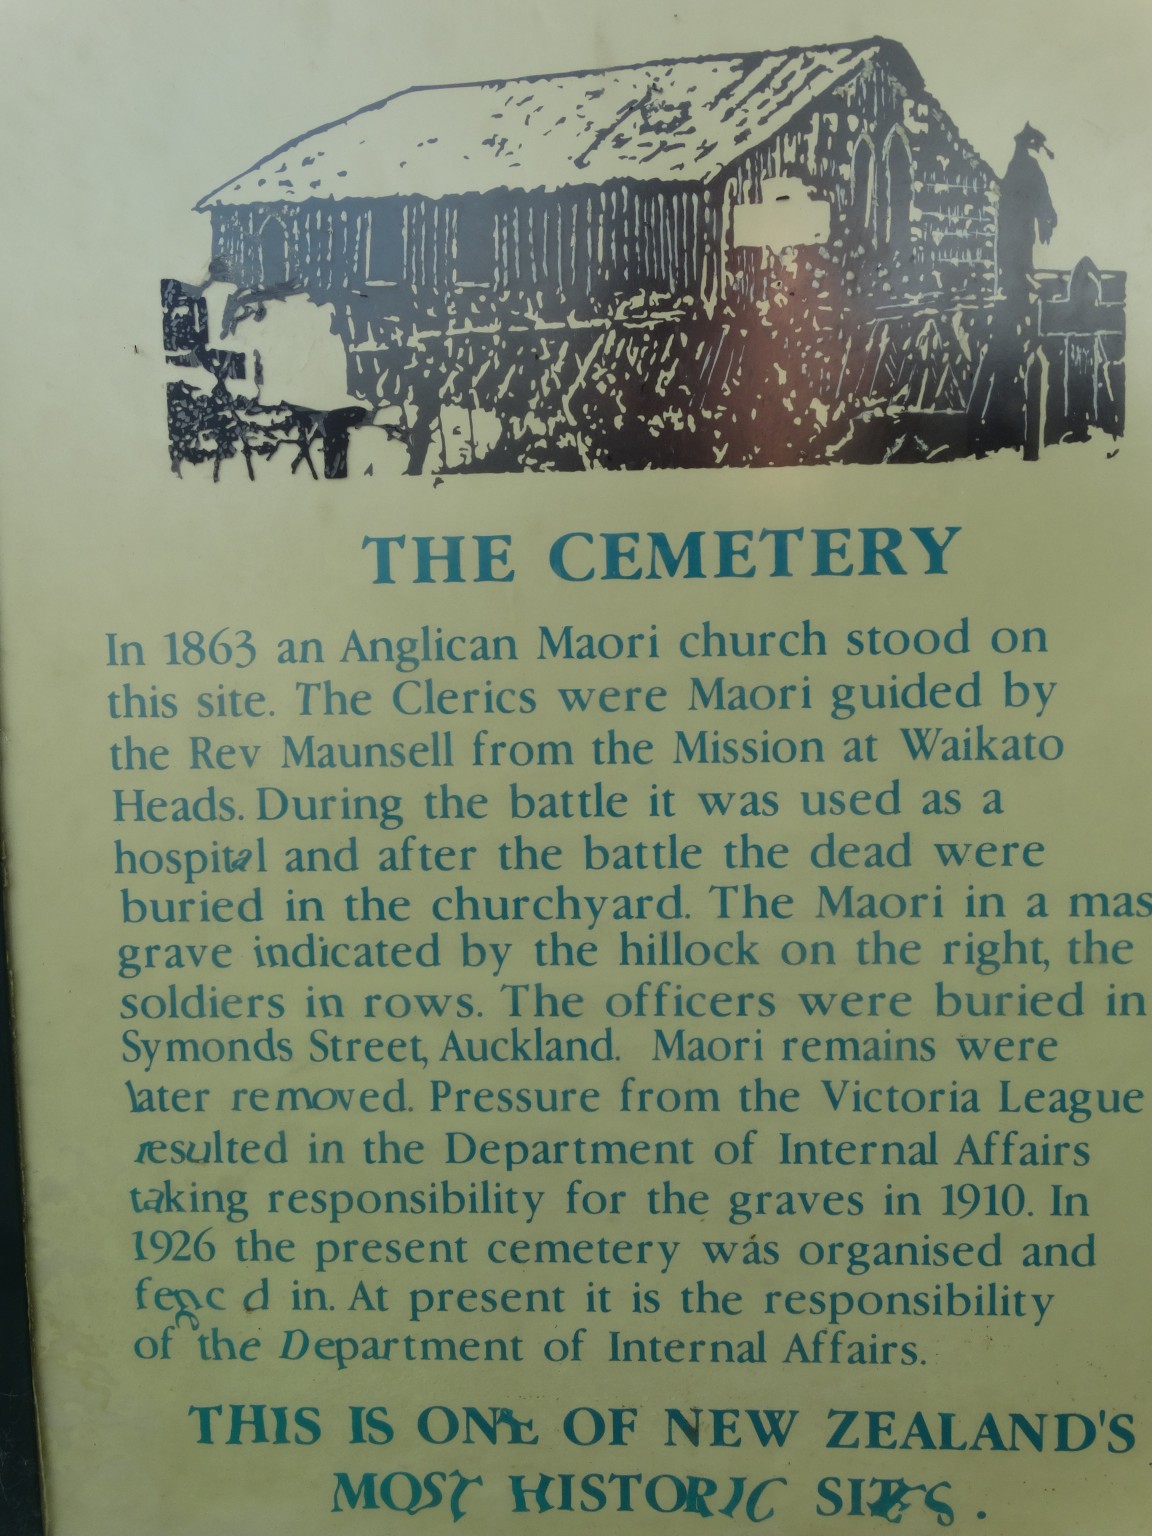 THE CEMETERY
In 1863 an Anglican Maori church stood on
this site. The Clerics were Maori guided by
the Rev Maunsell from the Mission at Waikato
Heads. During the battle it was used as a
hospital and after the battle the dead were
buried in the churchyard. The Maori in a mas
grave indicated by the hillock on the right, the
soldiers in rows. The officers were buried in
Symonds Street, Auckland. Maori remains were
later removed. Pressure from the Victoria League
resulted in the Department of Internal Affairs
taking responsibility for the graves in 1910. In
1926 the present cemetery was organised and
fenc d in. At present it is the responsibility
of the Department of Internal Affairs.
THIS IS ONE OF NEW ZEALAND'S
MOST HISTORIC SITES.